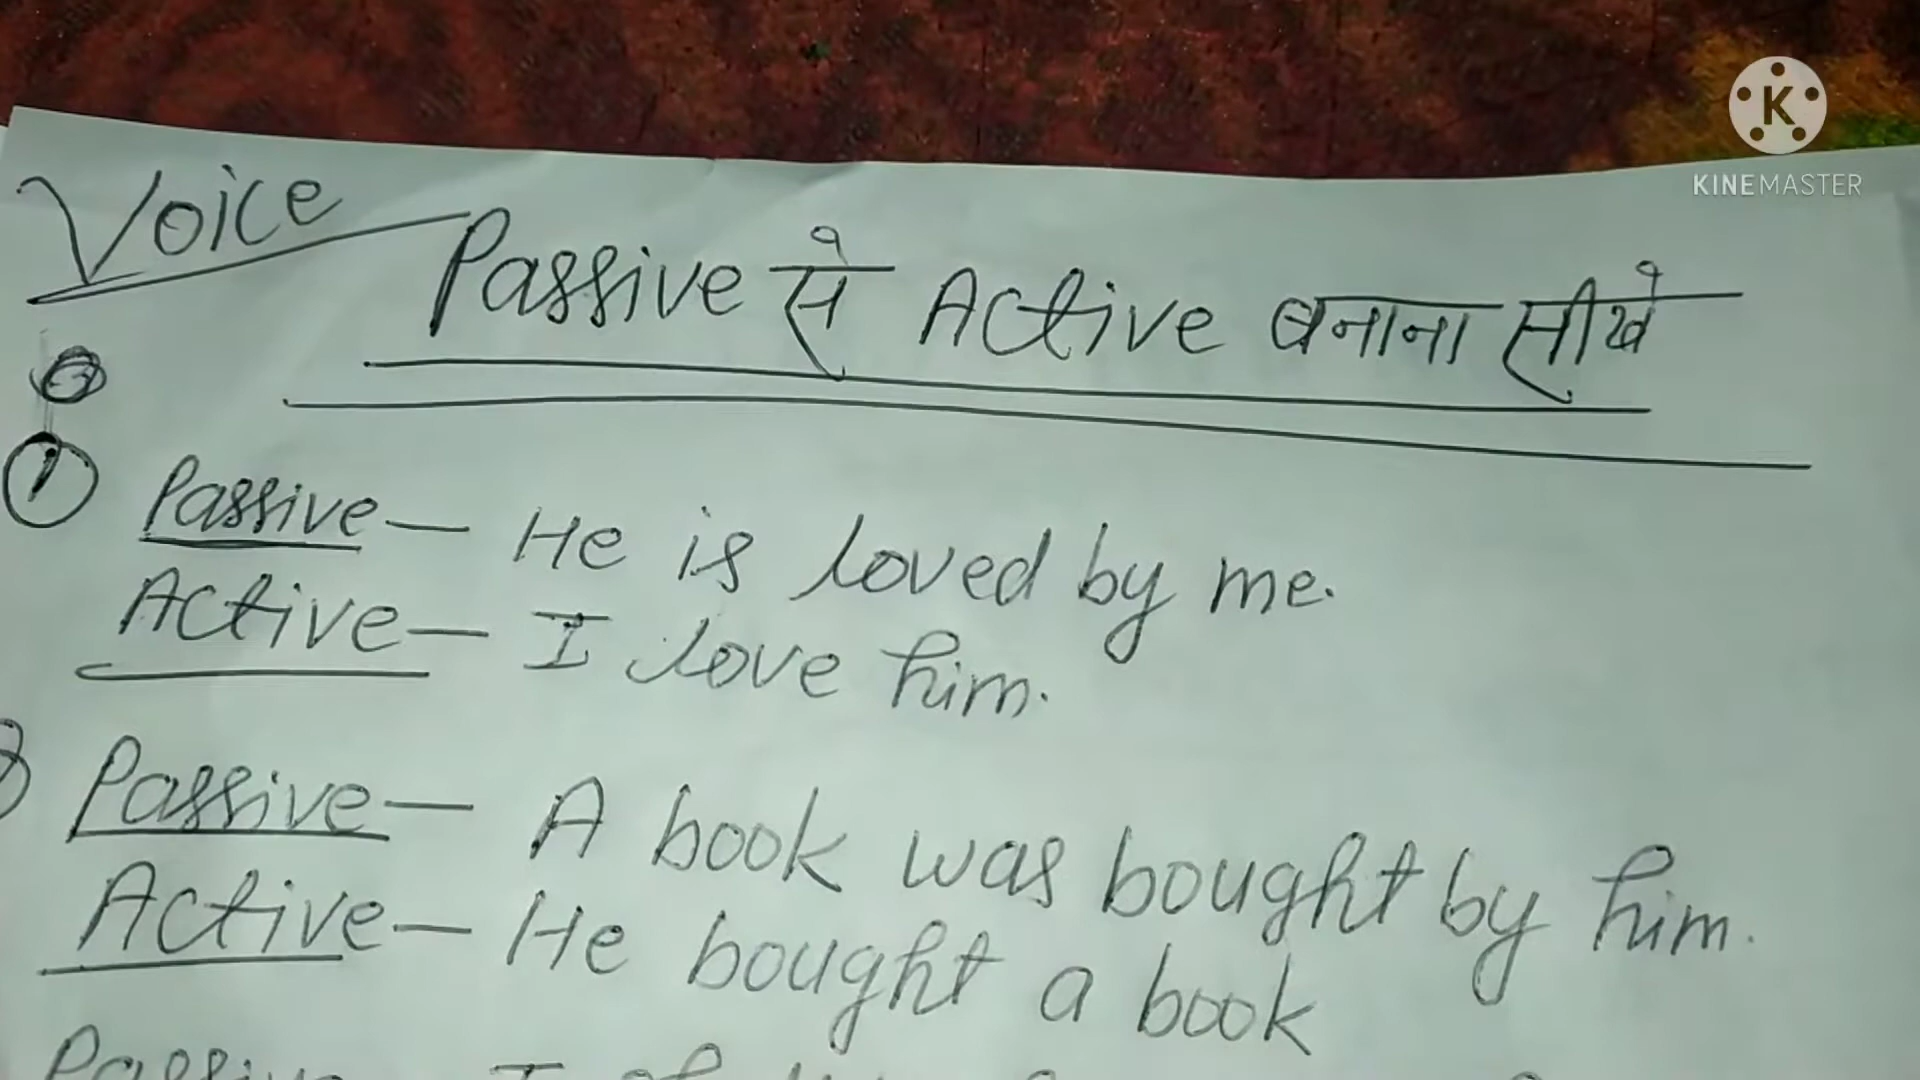 Voice
Passive से Active बनाना सीखे
① Passive — He is loved by me.
Active — I love him.
Passive — A book was bought by him.
Active — He bought a book
Passive
K
KINEMASTER